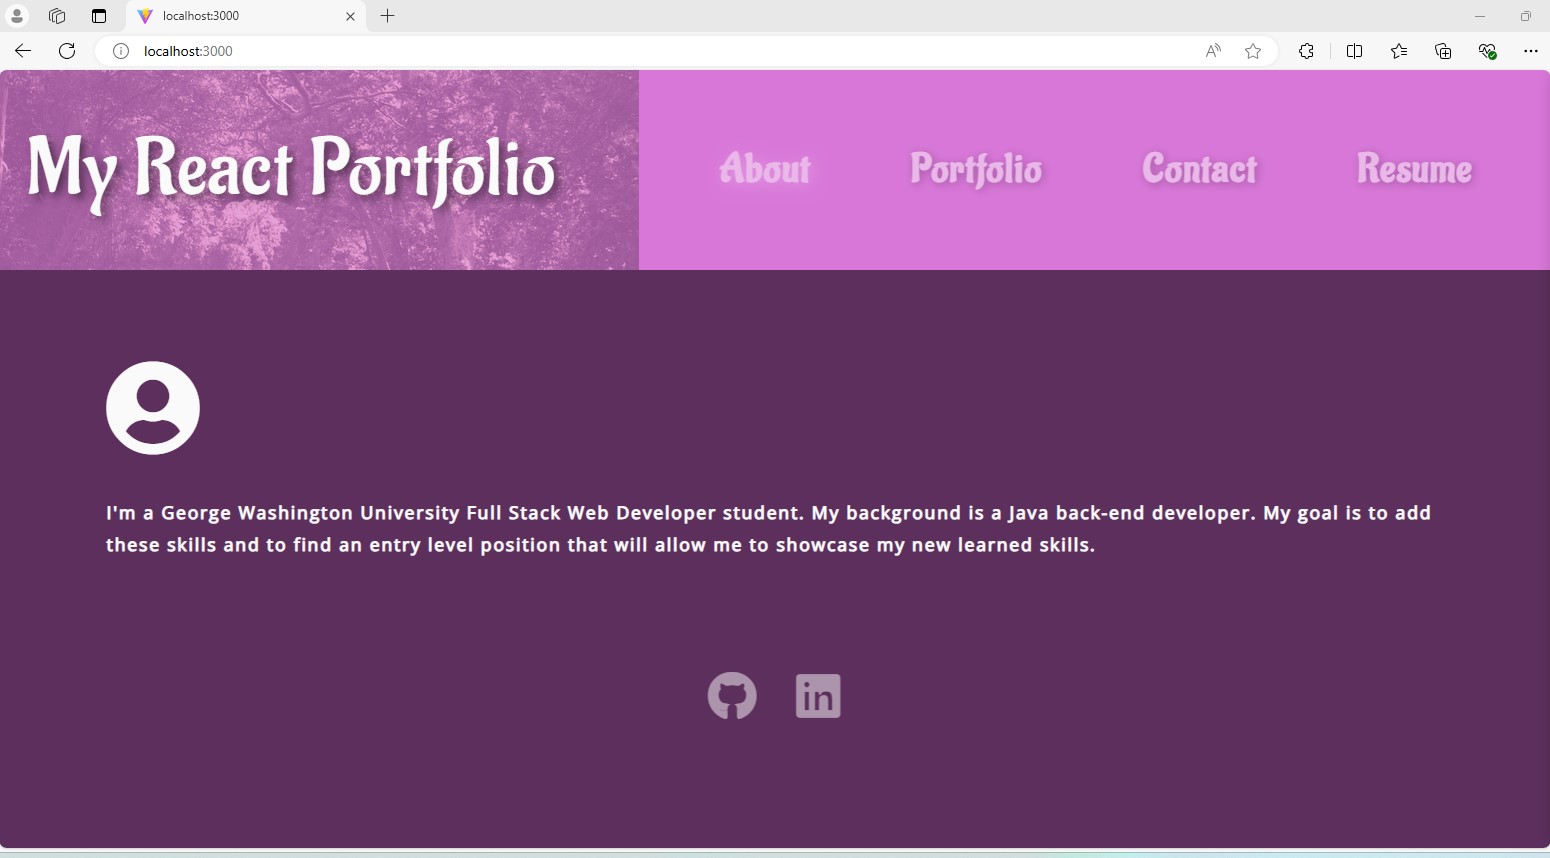 localhost:3000
localhost:3000
My React Portfolio
About Portfolio Contact Resume
I'm a George Washington University Full Stack Web Developer student. My background is a Java back-end developer. My goal is to add
these skills and to find an entry level position that will allow me to showcase my new learned skills.
in